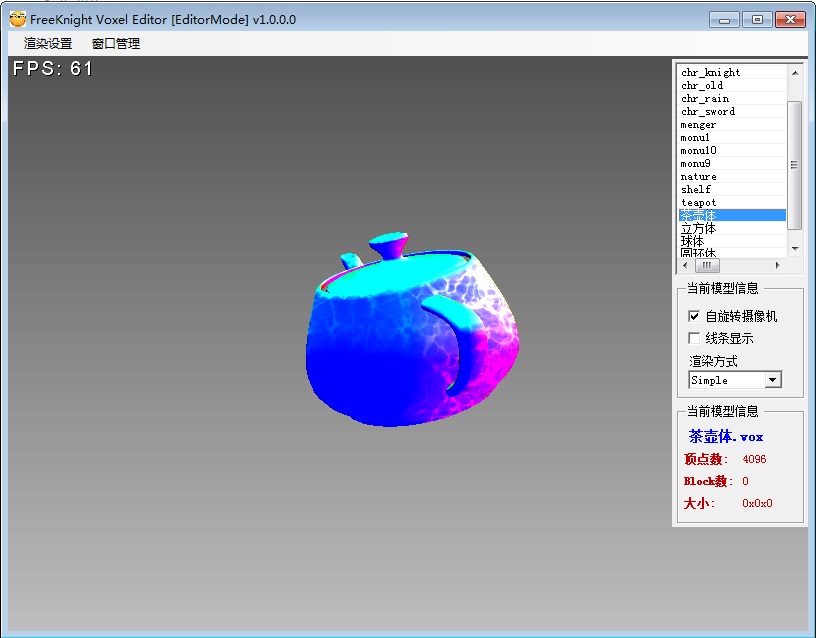 FreeKnight Voxel Editor [EditorMode] v1.0.0.0
渲染设置 窗口管理
FPS: 61
chr_knight
chr_old
chr_rain
chr_sword
menger
monu1
monu10
monu9
nature
shelf
teapot
茶壶体
立方体
球体
圆环体
当前模型信息
自旋转摄像机
线条显示
渲染方式
Simple
当前模型信息
茶壶体.vox
顶点数: 4096
Block数: 0
大小: 0x0x0